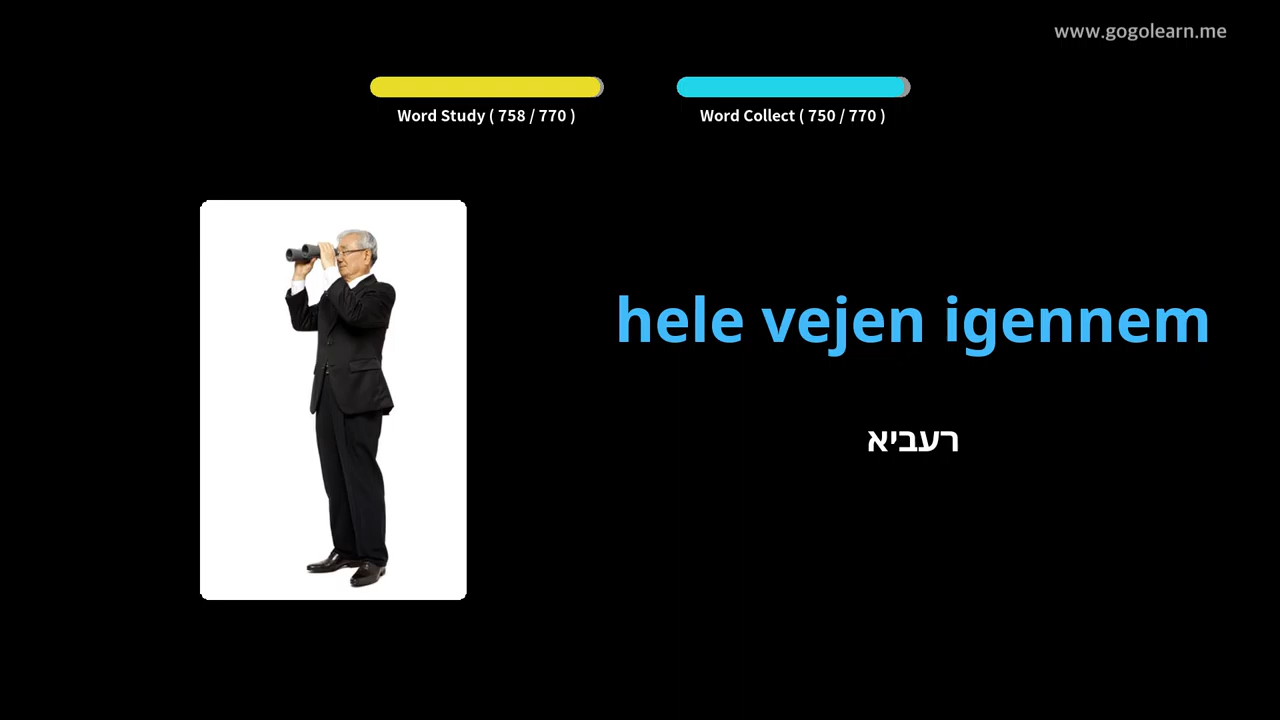 www.gogolearn.me
Word Study ( 758 / 770 )
Word Collect ( 750 / 770 )
hele vejen igennem
רעביא